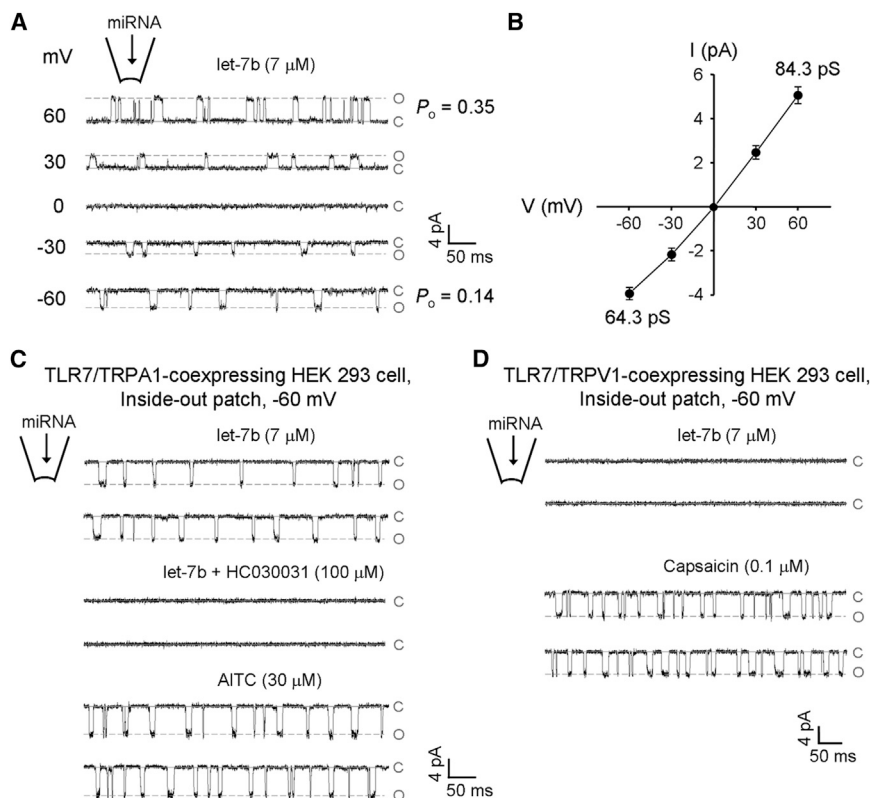 A
miRNA
mV
let-7b (7 μM)
60
O
C
Po = 0.35
30
O
C
0
C
-30
C
O
4 pA
50 ms
-60
C
O
Po = 0.14
B
I (pA)
84.3 pS
6
4
2
V (mV)
-60 -30 30 60
-2
-4
64.3 pS
C
TLR7/TRPA1-coexpressing HEK 293 cell,
Inside-out patch, -60 mV
miRNA
let-7b (7 μM)
C
O
C
O
let-7b + HC030031 (100 μM)
C
C
AITC (30 μM)
C
O
C
O
4 pA
50 ms
D
TLR7/TRPV1-coexpressing HEK 293 cell,
Inside-out patch, -60 mV
miRNA
let-7b (7 μM)
C
C
Capsaicin (0.1 μM)
C
O
C
O
4 pA
50 ms